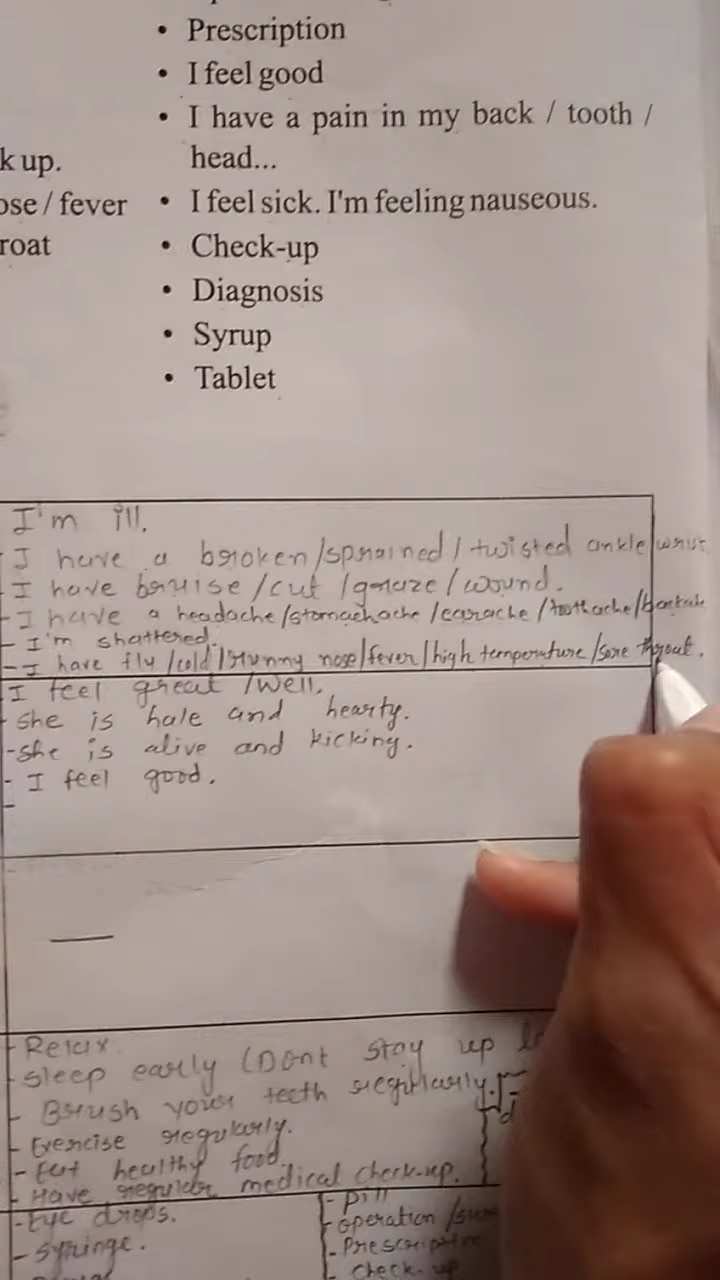 Prescription
• I feel good
• I have a pain in my back / tooth /
head...
k up.
ose / fever
• I feel sick. I'm feeling nauseous.
roat
• Check-up
• Diagnosis
• Syrup
• Tablet
I'm ill.
- I have a broken/sprained/twisted ankle
- I have bruise/cut/graze/wound.
- I have a headache/stomachache/earache/toothache/
- I'm shattered.
- I have fly/cold/runny nose/fever/high temperature/sore throat.
I feel great/well.
- she is hale and hearty.
- she is alive and kicking.
- I feel good.
-
—
- Relax
- Sleep early (Dont stay up
- Brush your teeth regularly.
- Exercise regularly.
- Eat healthy food
- Have regular medical check-up.
- Eye drops.
- Syringe.
- pill
- operation /
- Prescription
check-up